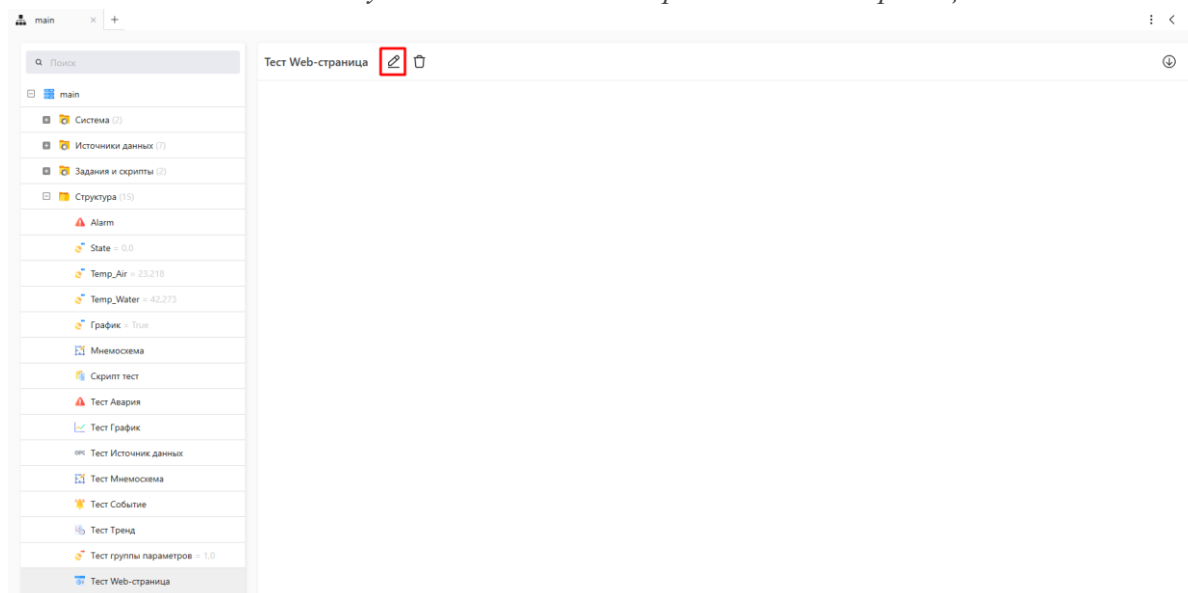 main × +
Поиск
Тест Web-страница
main
Система (2)
Источники данных (7)
Задания и скрипты (2)
Структура (15)
Alarm
State = 0,0
Temp_Air = 23,218
Temp_Water = 42,273
График = True
Мнемосхема
Скрипт тест
Тест Авария
Тест График
OPC Тест Источник данных
Тест Мнемосхема
Тест Событие
Тест Тренд
Тест группы параметров = 1,0
Тест Web-страница